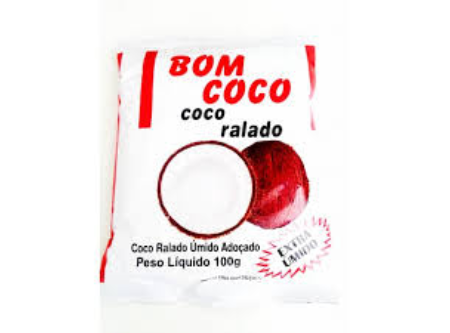 BOM
COCO
coco
ralado
Coco Ralado Úmido Adoçado
Peso Líquido 100g
EXTRA
ÚMIDO